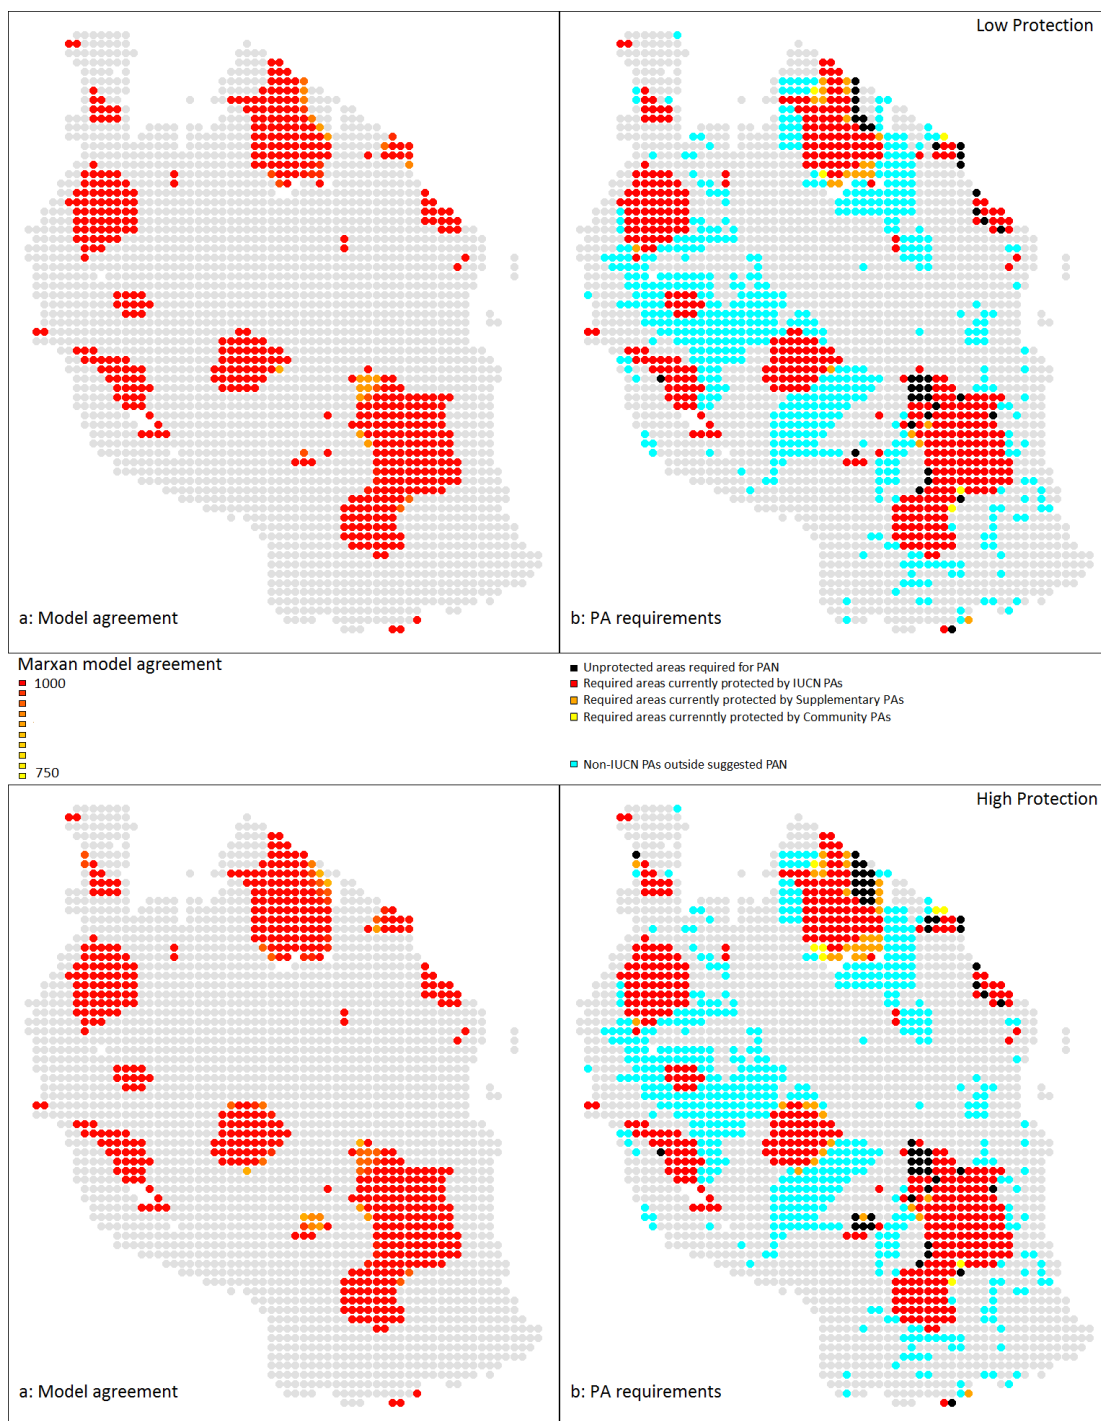 Low Protection
a: Model agreement
b: PA requirements
Marxan model agreement
1000
750
Unprotected areas required for PAN
Required areas currently protected by IUCN PAs
Required areas currently protected by Supplementary PAs
Required areas currenntly protected by Community PAs
Non-IUCN PAs outside suggested PAN
High Protection
a: Model agreement
b: PA requirements